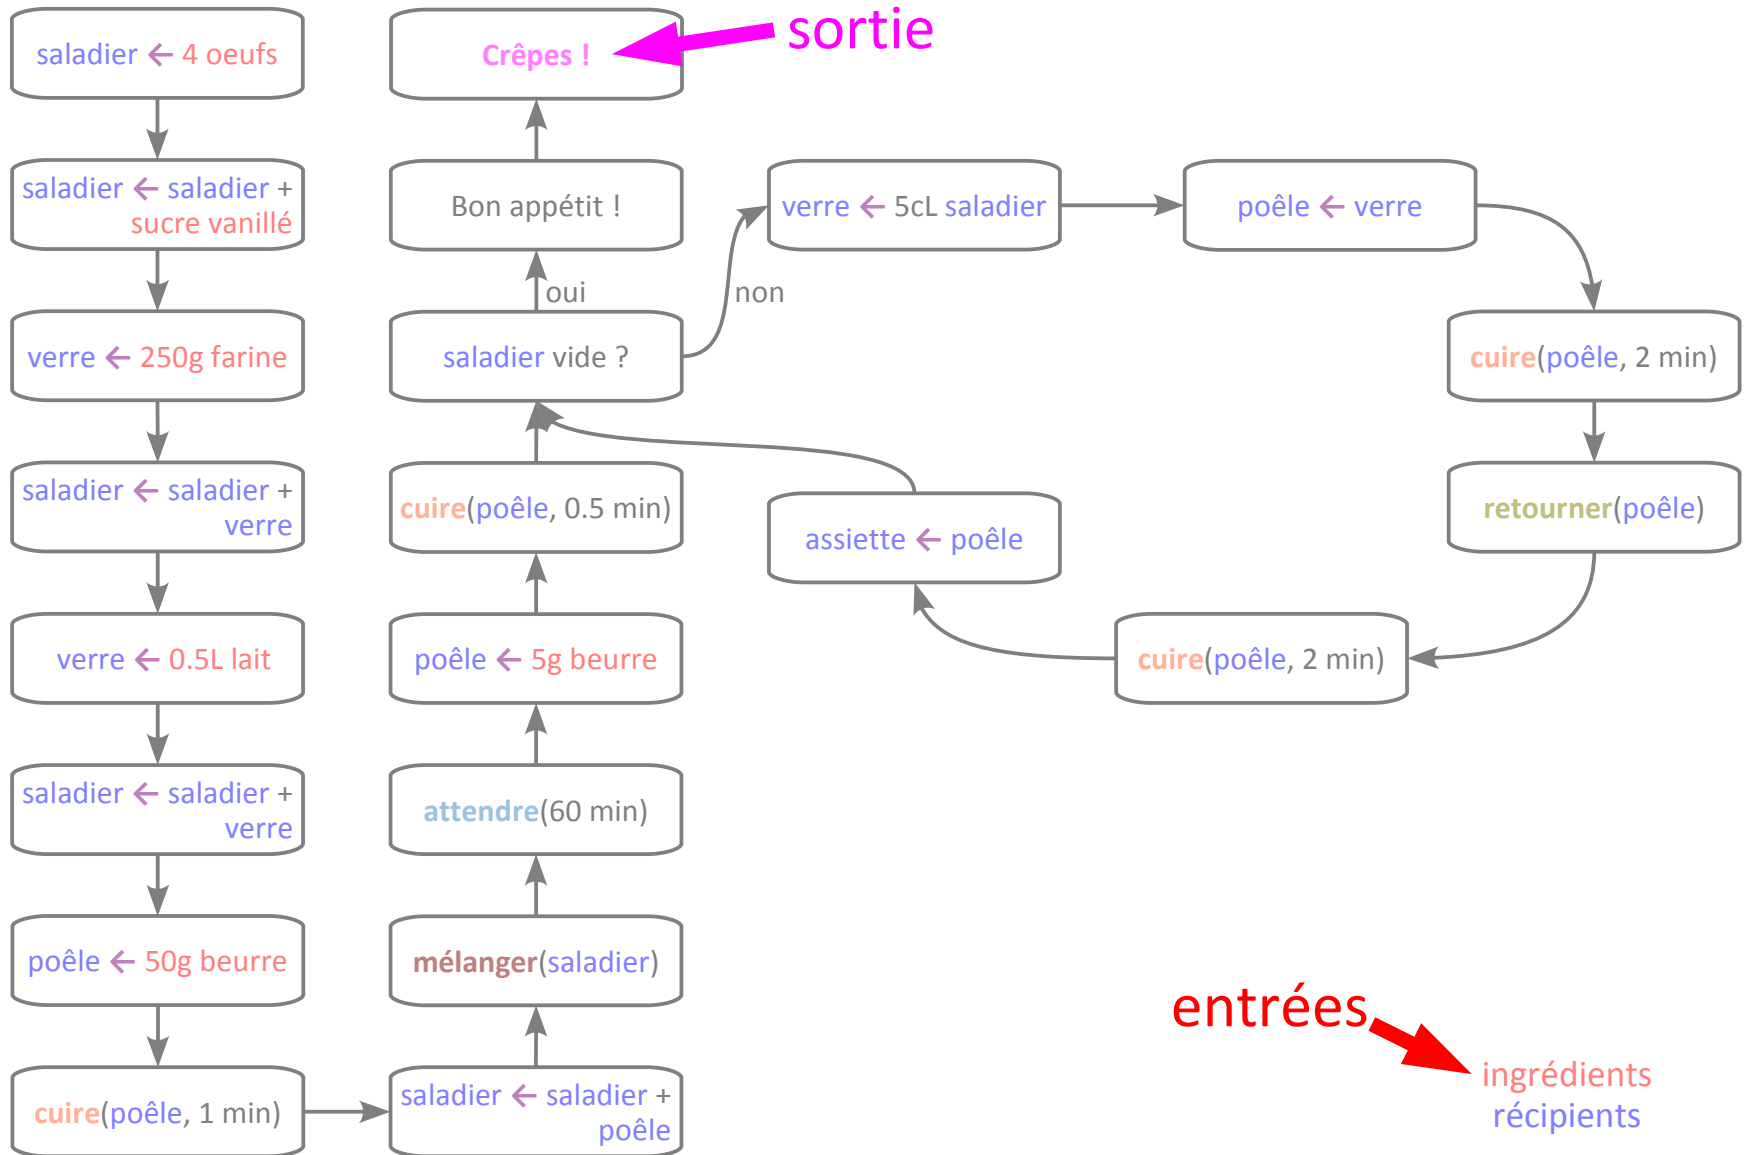 saladier ← 4 oeufs
saladier ← saladier +
sucre vanillé
verre ← 250g farine
saladier ← saladier +
verre
verre ← 0.5L lait
saladier ← saladier +
verre
poêle ← 50g beurre
cuire(poêle, 1 min)
saladier ← saladier +
poêle
mélanger(saladier)
attendre(60 min)
poêle ← 5g beurre
cuire(poêle, 0.5 min)
saladier vide ?
oui
non
Bon appétit !
Crêpes !
sortie
verre ← 5cL saladier
poêle ← verre
cuire(poêle, 2 min)
retourner(poêle)
cuire(poêle, 2 min)
assiette ← poêle
entrées
ingrédients
récipients